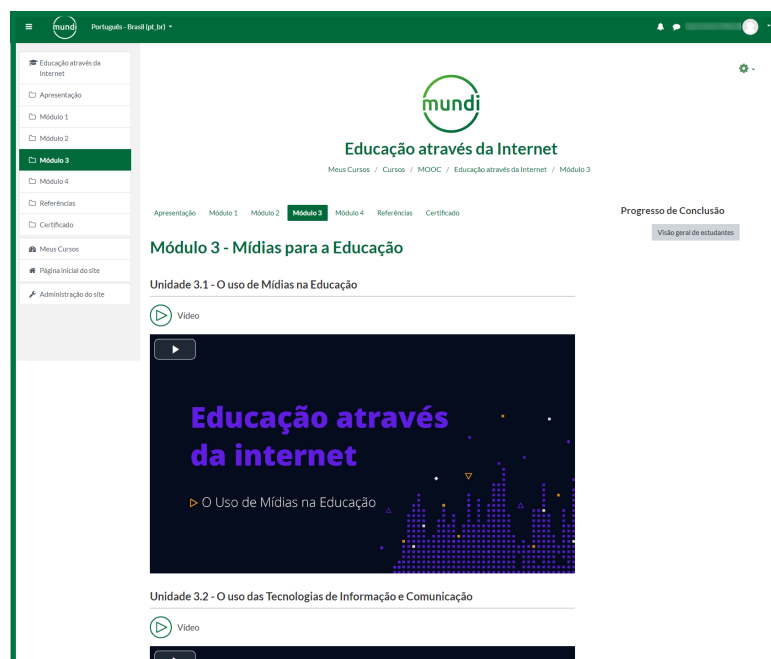 mundi
Português - Brasil (pt_br)
Educação através da
Internet
Apresentação
Módulo 1
Módulo 2
Módulo 3
Módulo 4
Referências
Certificado
Meus Cursos
Página inicial do site
Administração do site
mundi
Educação através da Internet
Meus Cursos / Cursos / MOOC / Educação através da Internet / Módulo 3
Apresentação Módulo 1 Módulo 2 Módulo 3 Módulo 4 Referências Certificado
Progresso de Conclusão
Visão geral de estudantes
Módulo 3 - Mídias para a Educação
Unidade 3.1 - O uso de Mídias na Educação
Vídeo
Educação através
da internet
O Uso de Mídias na Educação
Unidade 3.2 - O uso das Tecnologias de Informação e Comunicação
Vídeo